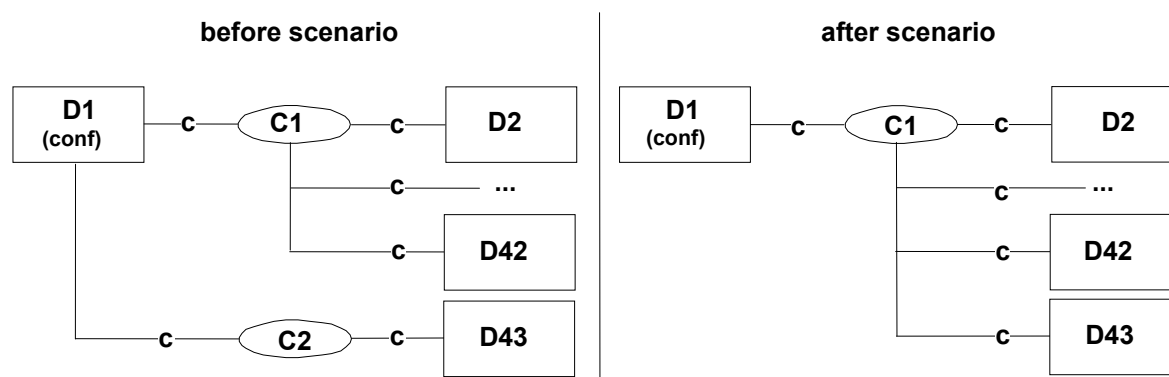 before scenario
after scenario
D1
(conf)
c
C1
c
D2
c
...
c
D42
c
C2
c
D43
D1
(conf)
c
C1
c
D2
c
...
c
D42
c
D43